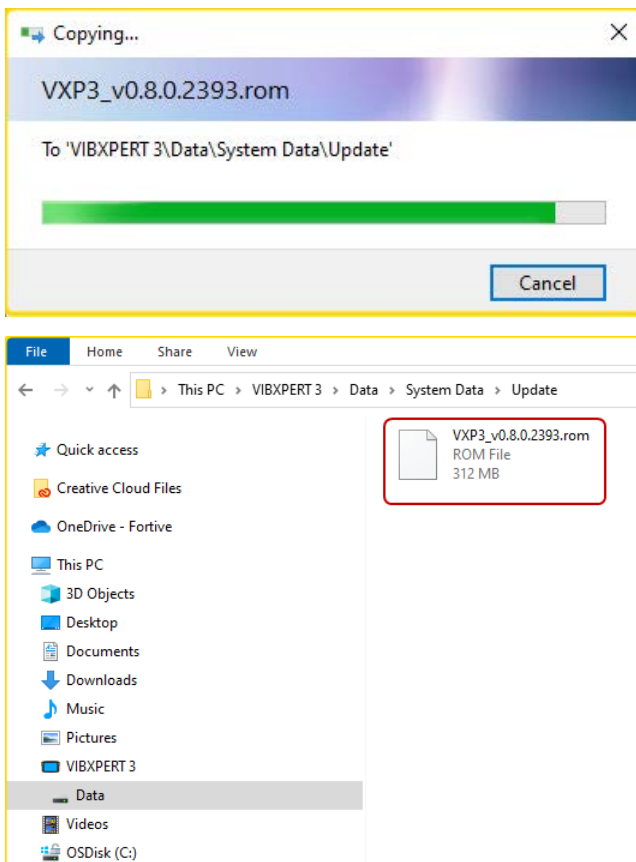 Copying...
VXP3_v0.8.0.2393.rom
To 'VIBXPERT 3\Data\System Data\Update'
Cancel
File Home Share View
This PC > VIBXPERT 3 > Data > System Data > Update
Quick access
Creative Cloud Files
OneDrive - Fortive
This PC
3D Objects
Desktop
Documents
Downloads
Music
Pictures
VIBXPERT 3
Data
Videos
OSDisk (C:)
VXP3_v0.8.0.2393.rom
ROM File
312 MB